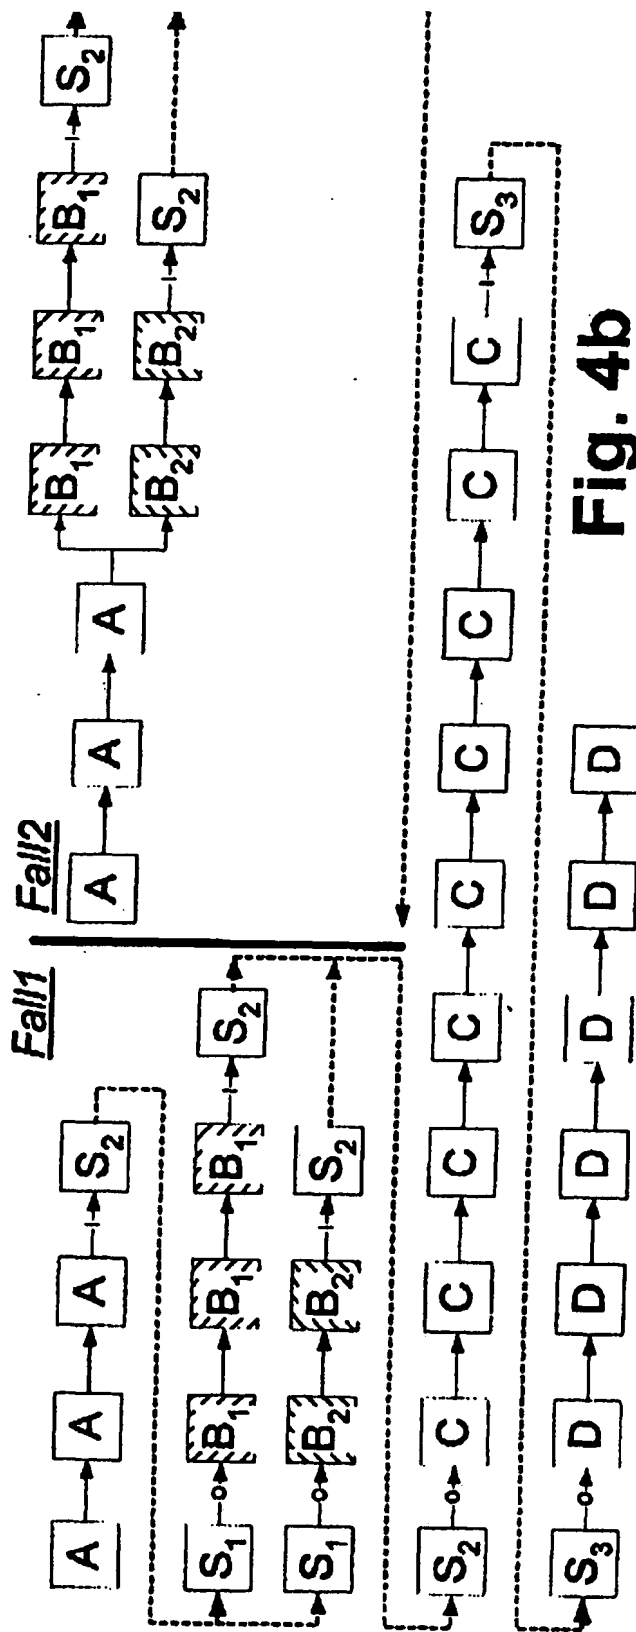 Fall1
A A A S₂
S₁ B₁ B₁ B₁ S₂
S₁ B₂ B₂ S₂
Fall2
B₁ B₁ B₁ S₂
A A A
B₂ B₂ S₂
S₂ C C C C C C C C C S₃
S₃ D D D D D D
Fig. 4b